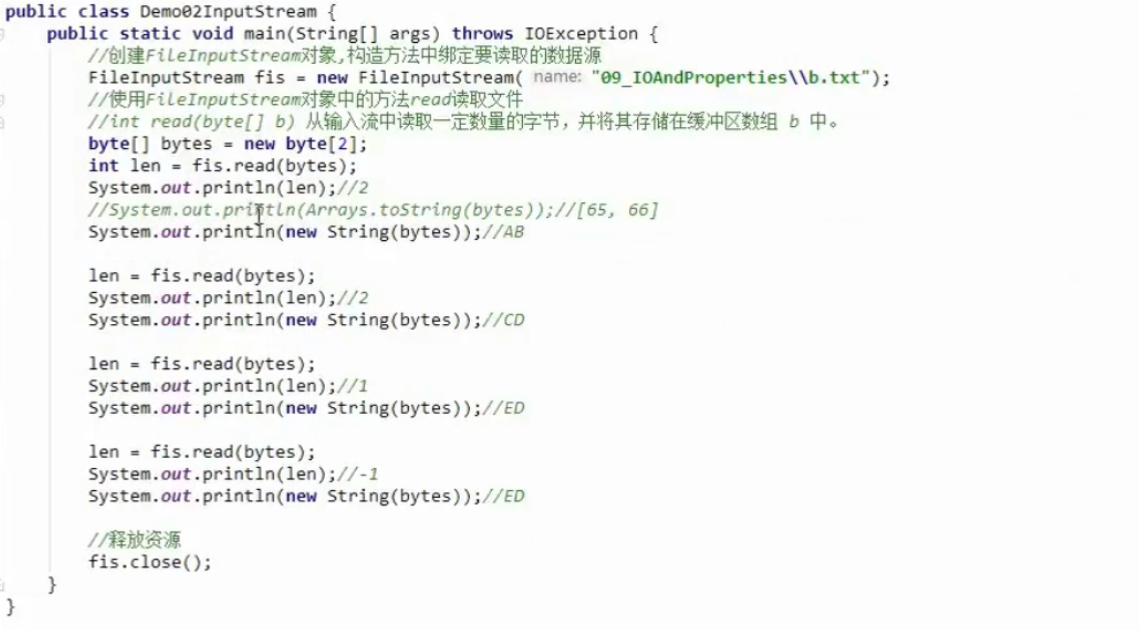 public class Demo02InputStream {
public static void main(String[] args) throws IOException {
//创建FileInputStream对象,构造方法中绑定要读取的数据源
FileInputStream fis = new FileInputStream( name: "09_IOAndProperties\\b.txt");
//使用FileInputStream对象中的方法read读取文件
//int read(byte[] b) 从输入流中读取一定数量的字节，并将其存储在缓冲区数组 b 中。
byte[] bytes = new byte[2];
int len = fis.read(bytes);
System.out.println(len);//2
//System.out.println(Arrays.toString(bytes));//[65, 66]
System.out.println(new String(bytes));//AB
len = fis.read(bytes);
System.out.println(len);//2
System.out.println(new String(bytes));//CD
len = fis.read(bytes);
System.out.println(len);//1
System.out.println(new String(bytes));//ED
len = fis.read(bytes);
System.out.println(len);//-1
System.out.println(new String(bytes));//ED
//释放资源
fis.close();
}
}